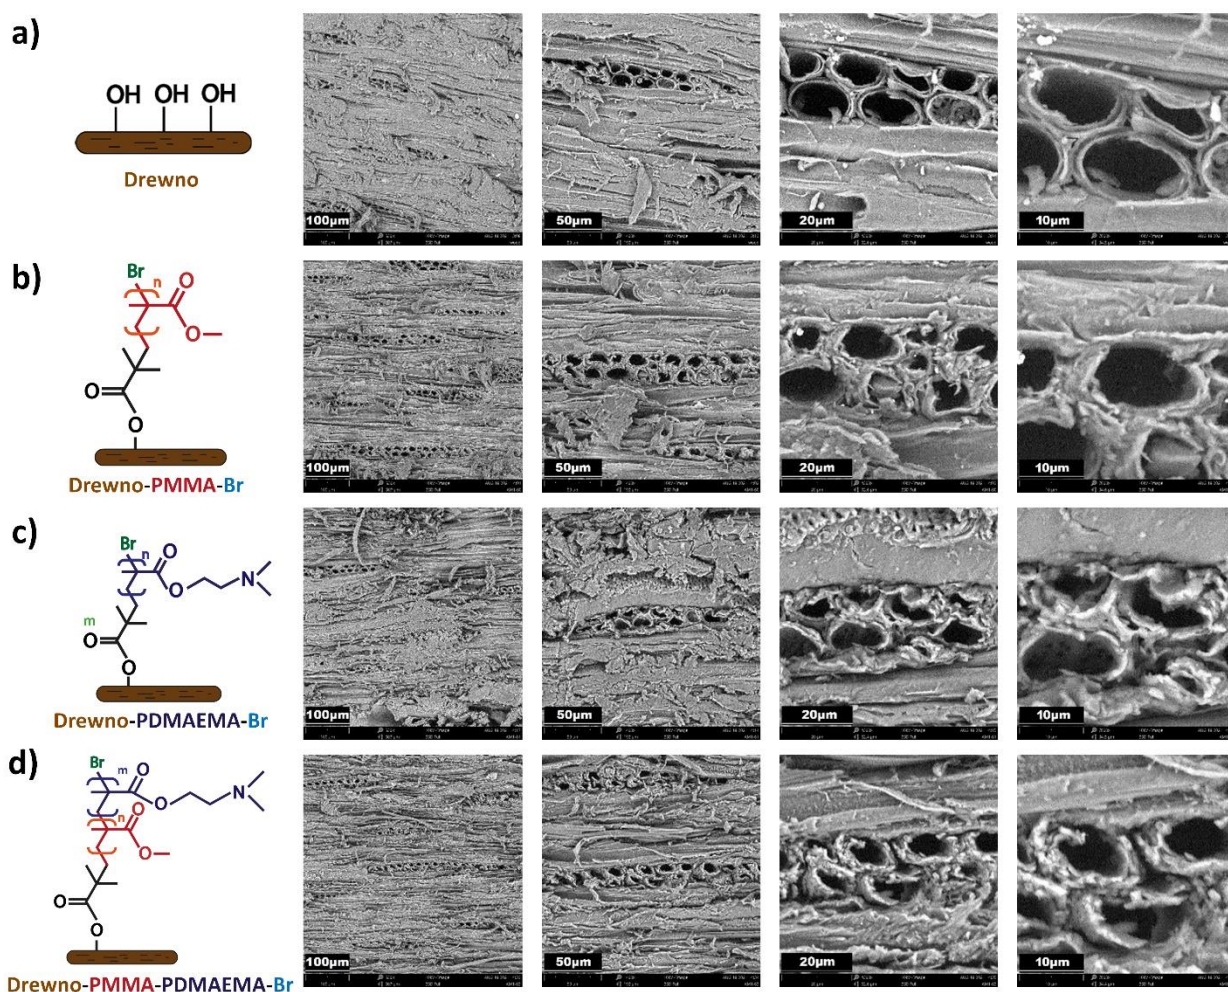 a)
OH OH OH
Drewno
100µm
50µm
20µm
10µm
b)
Br
n
O
O
O
O
Drewno-PMMA-Br
100µm
50µm
20µm
10µm
c)
Br
n
O
O
N
m
O
O
Drewno-PDMAEMA-Br
100µm
50µm
20µm
10µm
d)
Br
m
O
O
N
n
O
O
O
O
Drewno-PMMA-PDMAEMA-Br
100µm
50µm
20µm
10µm